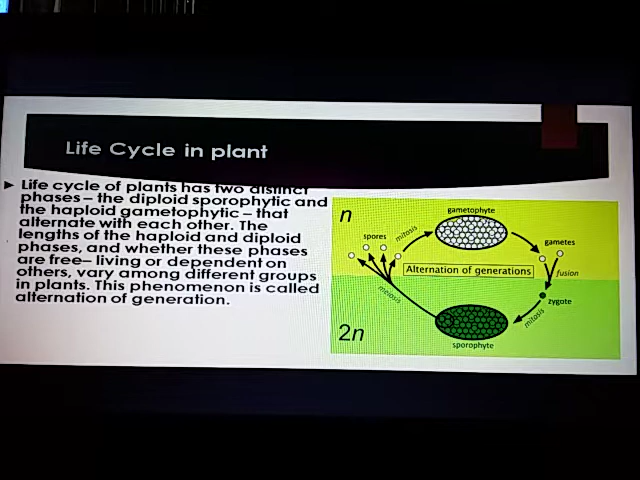 Life Cycle in plant
Life cycle of plants has two distinct
phases – the diploid sporophytic and
the haploid gametophytic – that
alternate with each other. The
lengths of the haploid and diploid
phases, and whether these phases
are free– living or dependent on
others, vary among different groups
in plants. This phenomenon is called
alternation of generation.
n
gametophyte
spores
mitosis
gametes
Alternation of generations
fusion
meiosis
zygote
mitosis
2n
sporophyte